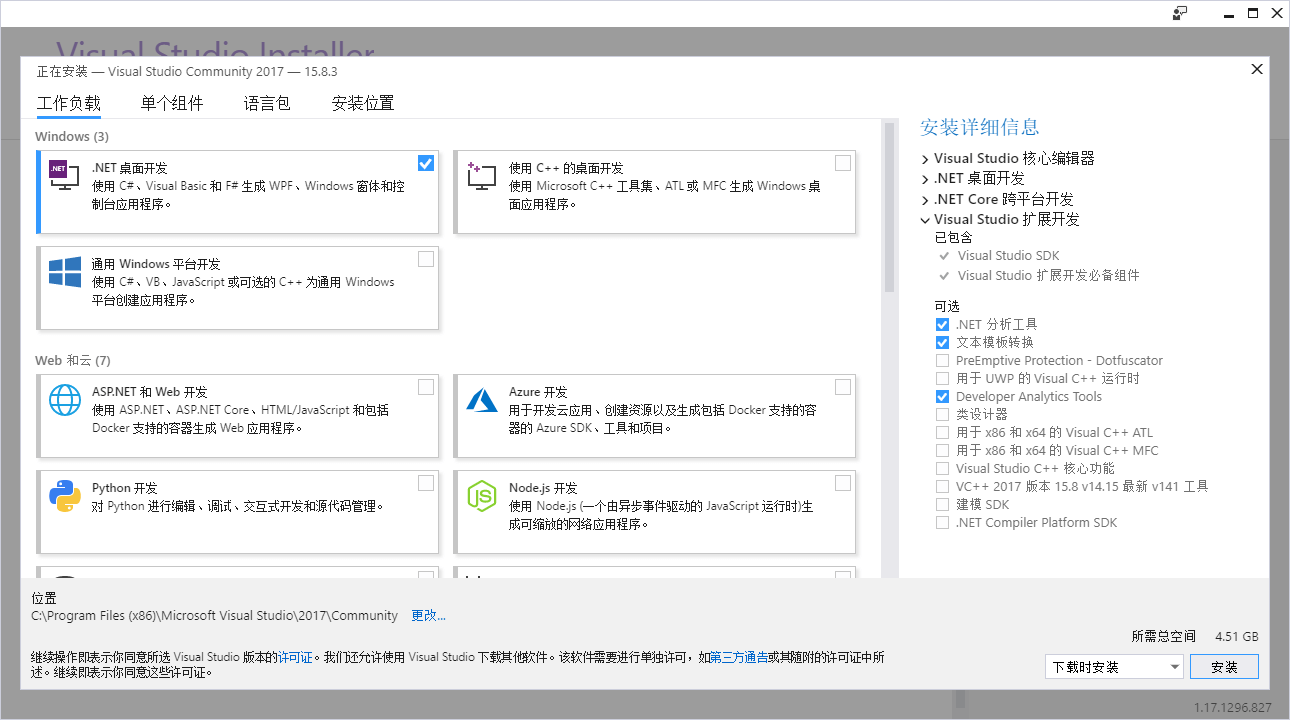 Visual Studio Installer
正在安装 — Visual Studio Community 2017 — 15.8.3
工作负载 单个组件 语言包 安装位置
Windows (3)
.NET
.NET 桌面开发
使用 C#、Visual Basic 和 F# 生成 WPF、Windows 窗体和控
制台应用程序。
使用 C++ 的桌面开发
使用 Microsoft C++ 工具集、ATL 或 MFC 生成 Windows 桌
面应用程序。
通用 Windows 平台开发
使用 C#、VB、JavaScript 或可选的 C++ 为通用 Windows
平台创建应用程序。
Web 和云 (7)
ASP.NET 和 Web 开发
使用 ASP.NET、ASP.NET Core、HTML/JavaScript 和包括
Docker 支持的容器生成 Web 应用程序。
Azure 开发
用于开发云应用、创建资源以及生成包括 Docker 支持的容
器的 Azure SDK、工具和项目。
Python 开发
对 Python 进行编辑、调试、交互式开发和源代码管理。
JS
Node.js 开发
使用 Node.js (一个由异步事件驱动的 JavaScript 运行时)生
成可缩放的网络应用程序。
安装详细信息
Visual Studio 核心编辑器
.NET 桌面开发
.NET Core 跨平台开发
Visual Studio 扩展开发
已包含
Visual Studio SDK
Visual Studio 扩展开发必备组件
可选
.NET 分析工具
文本模板转换
PreEmptive Protection - Dotfuscator
用于 UWP 的 Visual C++ 运行时
Developer Analytics Tools
类设计器
用于 x86 和 x64 的 Visual C++ ATL
用于 x86 和 x64 的 Visual C++ MFC
Visual Studio C++ 核心功能
VC++ 2017 版本 15.8 v14.15 最新 v141 工具
建模 SDK
.NET Compiler Platform SDK
位置
C:\Program Files (x86)\Microsoft Visual Studio\2017\Community 更改...
所需总空间 4.51 GB
继续操作即表示你同意所选 Visual Studio 版本的许可证。我们还允许使用 Visual Studio 下载其他软件。该软件需要进行单独许可，如第三方通告或其随附的许可证中所
述。继续即表示你同意这些许可证。
下载时安装 安装
1.17.1296.827